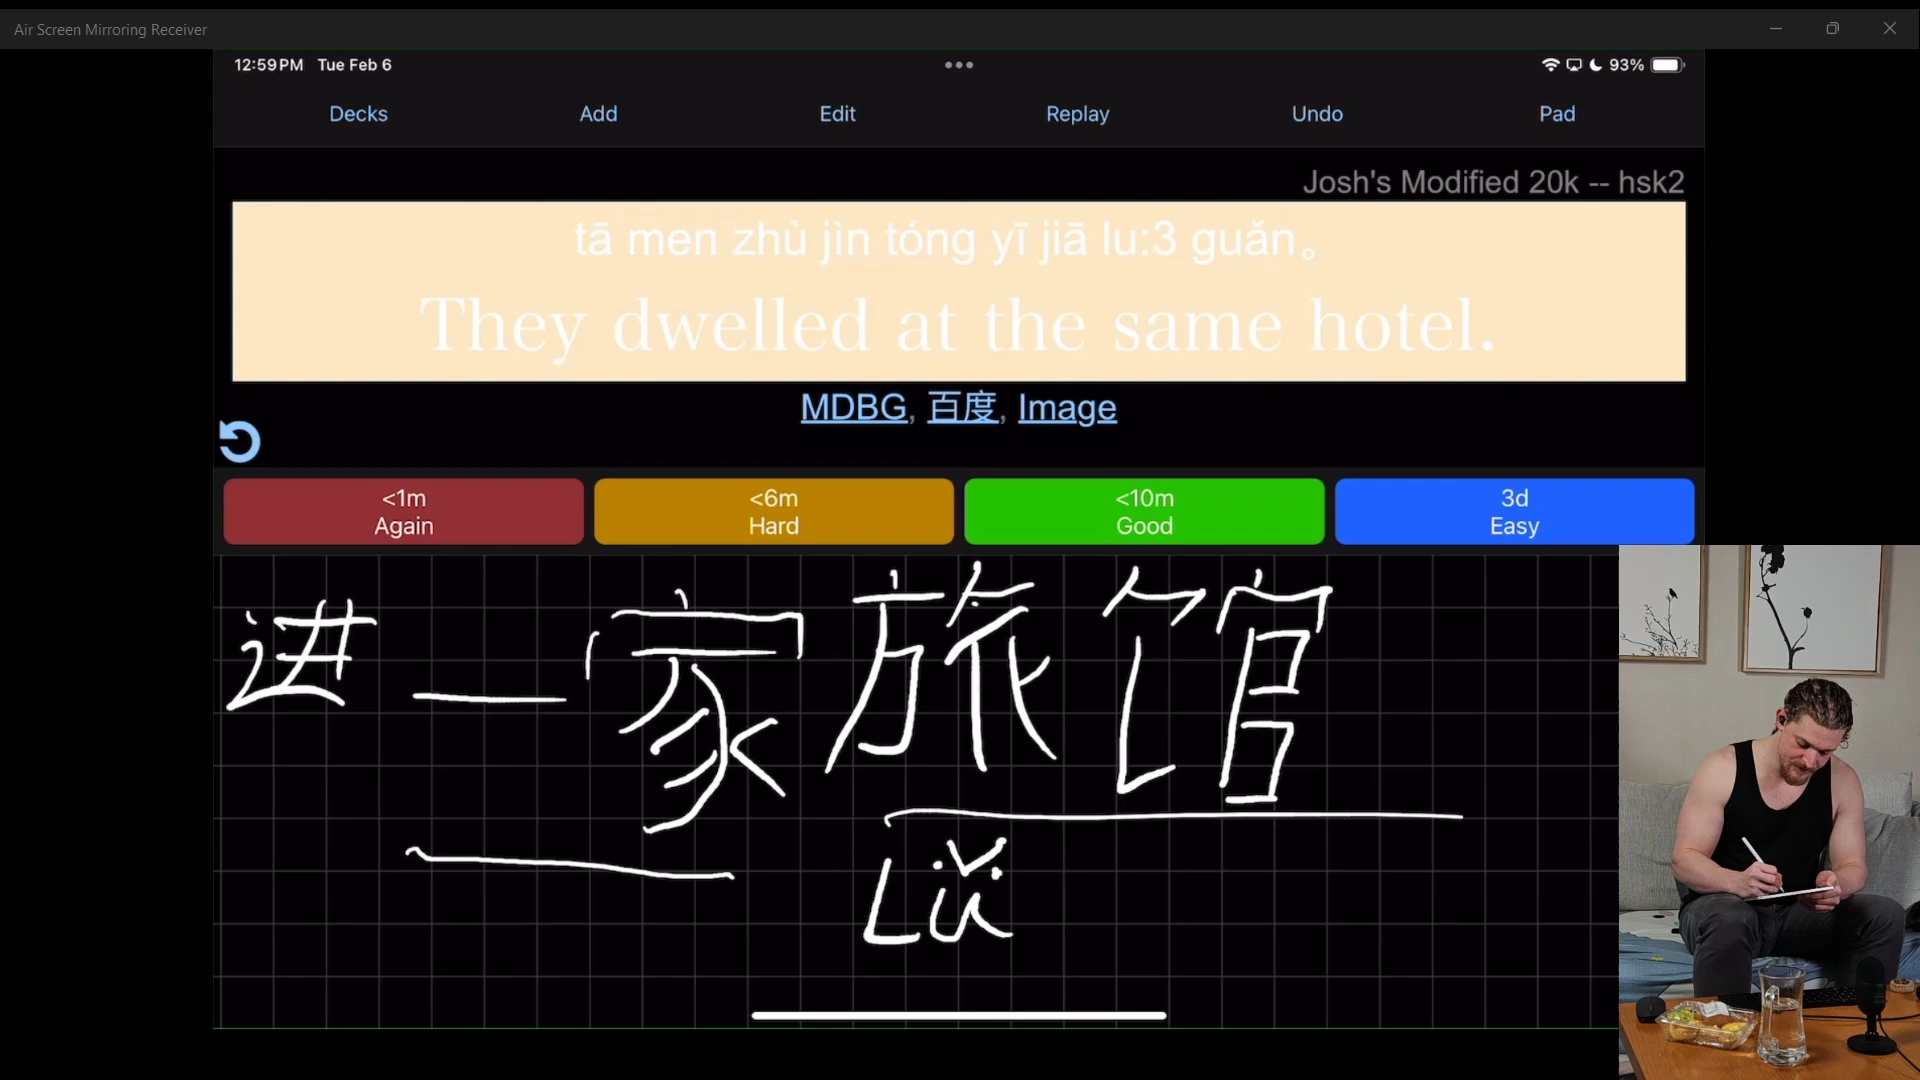 Air Screen Mirroring Receiver
12:59 PM Tue Feb 6
93%
Decks Add Edit Replay Undo Pad
Josh's Modified 20k -- hsk2
tā men zhù jìn tóng yī jiā lu:3 guǎn。
They dwelled at the same hotel.
MDBG, 百度, Image
<1m <6m <10m 3d
Again Hard Good Easy
进一家旅馆
Lǚ